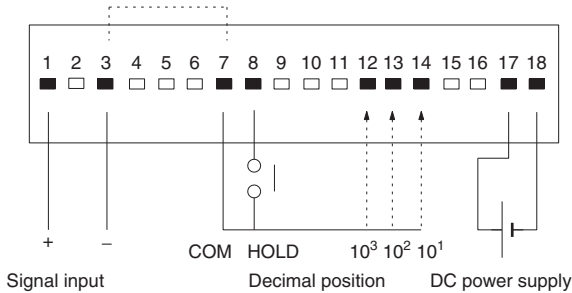 1 2 3 4 5 6 7 8 9 10 11 12 13 14 15 16 17 18
+ − COM HOLD 10³ 10² 10¹
Signal input Decimal position DC power supply